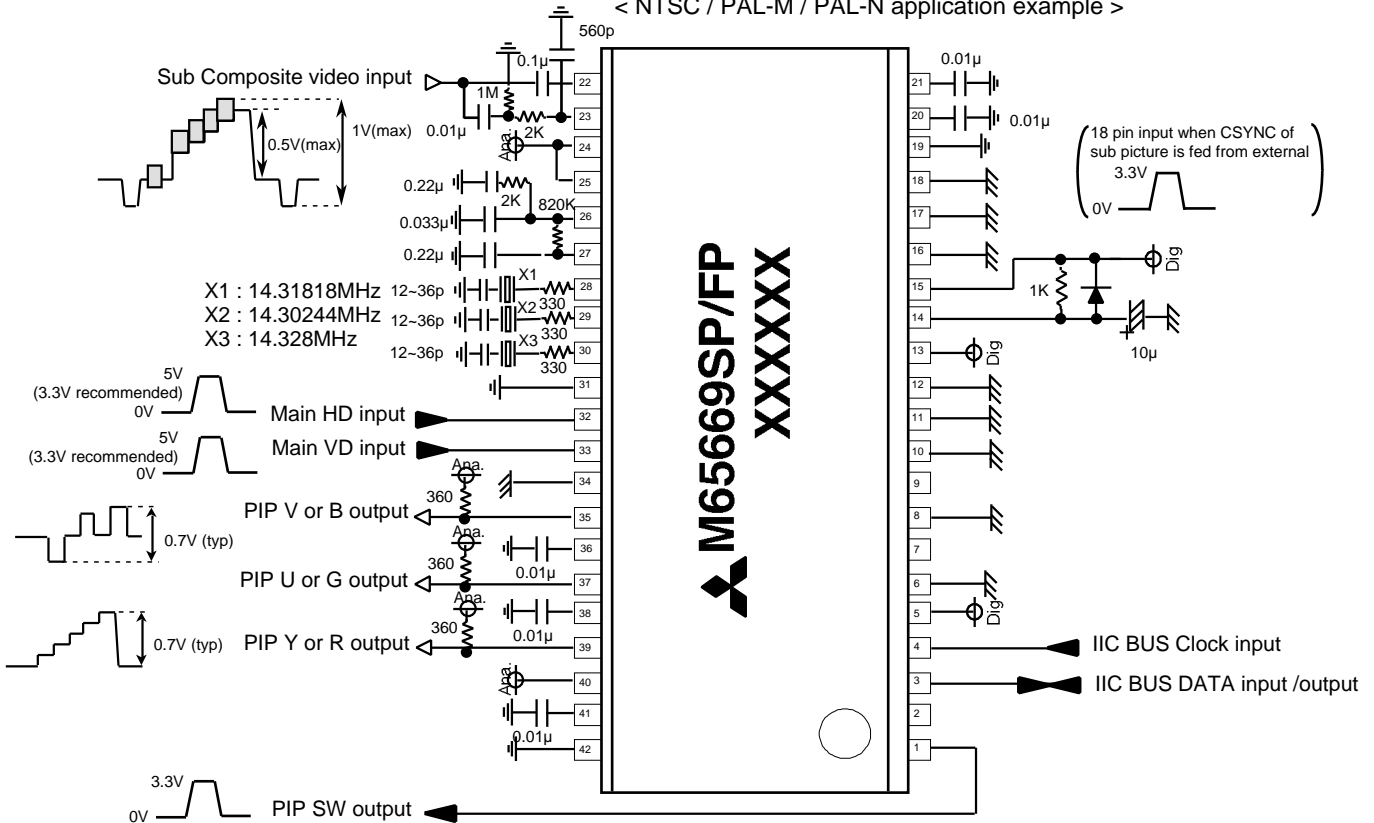 < NTSC / PAL-M / PAL-N application example >
560p
0.1µ
Sub Composite video input
1M
0.01µ
2K
Ana.
0.5V(max)
1V(max)
0.22µ
2K
820K
0.033µ
0.22µ
X1 : 14.31818MHz
X2 : 14.30244MHz
X3 : 14.328MHz
12~36p
X1
330
12~36p
X2
330
12~36p
X3
330
5V
(3.3V recommended)
0V
Main HD input
5V
(3.3V recommended)
0V
Main VD input
Ana.
360
PIP V or B output
0.7V (typ)
Ana.
360
0.01µ
PIP U or G output
Ana.
360
0.01µ
PIP Y or R output
0.7V (typ)
Ana.
0.01µ
3.3V
0V
PIP SW output
22
23
24
25
26
27
28
29
30
31
32
33
34
35
36
37
38
39
40
41
42
M65669SP/FP
XXXXXX
21
20
19
18
17
16
15
14
13
12
11
10
9
8
7
6
5
4
3
2
1
0.01µ
0.01µ
18 pin input when CSYNC of
sub picture is fed from external
3.3V
0V
Dig
1K
10µ
Dig
Dig
IIC BUS Clock input
IIC BUS DATA input /output